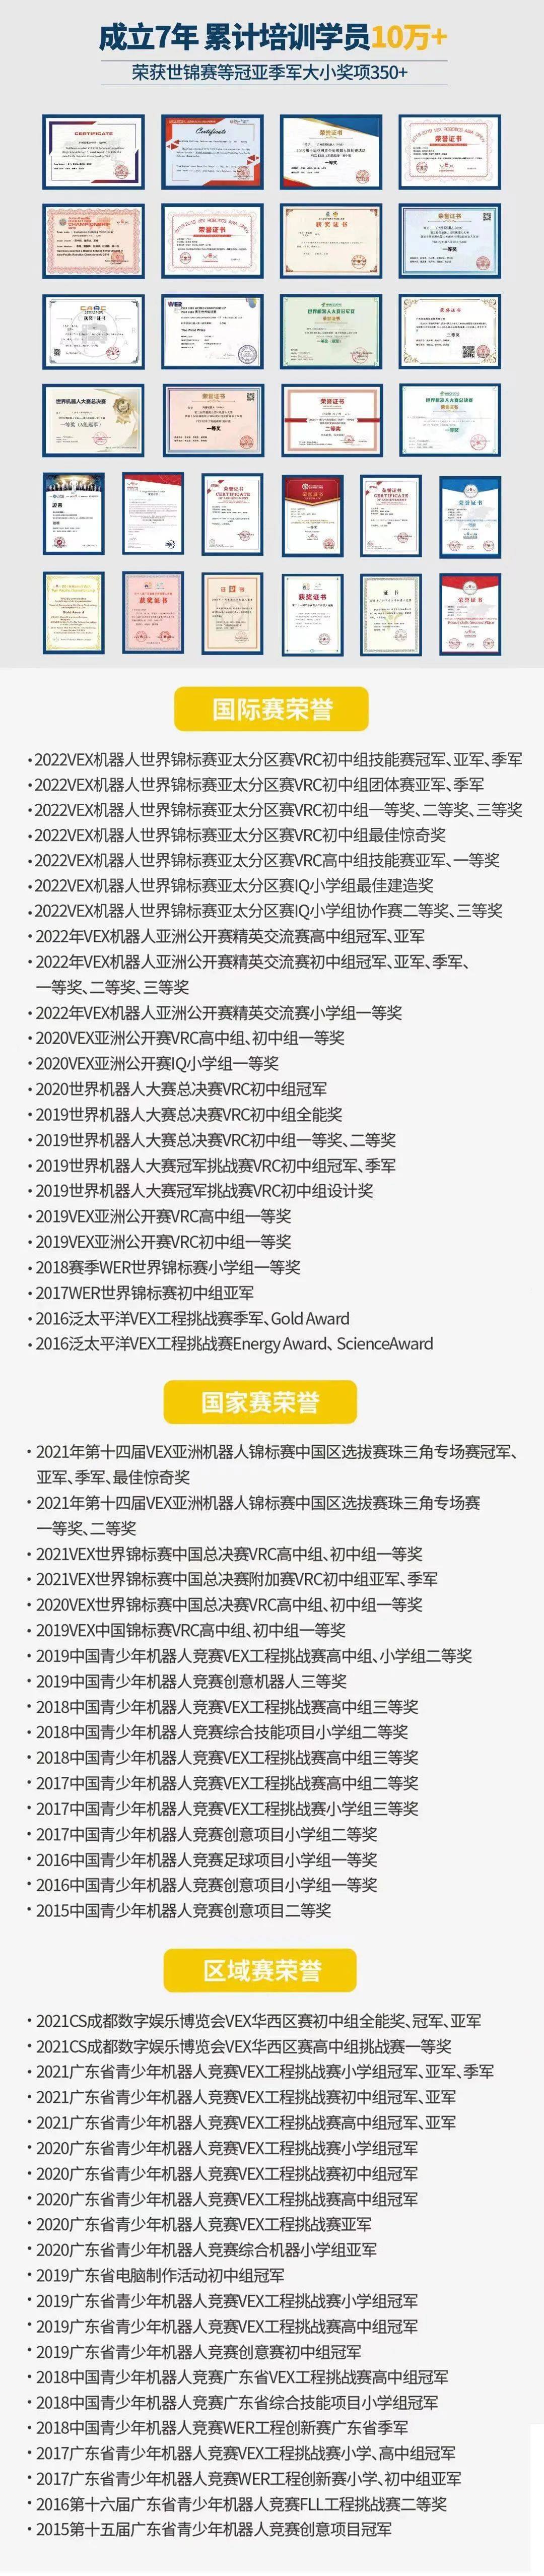 成立7年 累计培训学员10万+
荣获世锦赛等冠亚季军大小奖项350+
CERTIFICATE
Certificate
荣誉证书
一等奖
荣誉证书
荣誉证书
获奖证书
荣誉证书
一等奖
获奖证书
WER
世界机器人大赛总决赛
一等奖
荣誉证书
二等奖
证书
荣誉证书
CERTIFICATE
荣誉证书
荣誉证书
CERTIFICATE
荣誉证书
获奖证书
证书
获奖证书
证书
荣誉证书
国际赛荣誉
·2022VEX机器人世界锦标赛亚太分区赛VRC初中组技能赛冠军、亚军、季军
·2022VEX机器人世界锦标赛亚太分区赛VRC初中组团体赛亚军、季军
·2022VEX机器人世界锦标赛亚太分区赛VRC初中组一等奖、二等奖、三等奖
·2022VEX机器人世界锦标赛亚太分区赛VRC初中组最佳惊奇奖
·2022VEX机器人世界锦标赛亚太分区赛VRC高中组技能赛亚军、一等奖
·2022VEX机器人世界锦标赛亚太分区赛IQ小学组最佳建造奖
·2022VEX机器人世界锦标赛亚太分区赛IQ小学组协作赛二等奖、三等奖
·2022年VEX机器人亚洲公开赛精英交流赛高中组冠军、亚军
·2022年VEX机器人亚洲公开赛精英交流赛初中组冠军、亚军、季军、
一等奖、二等奖、三等奖
·2022年VEX机器人亚洲公开赛精英交流赛小学组一等奖
·2020VEX亚洲公开赛VRC高中组、初中组一等奖
·2020VEX亚洲公开赛IQ小学组一等奖
·2020世界机器人大赛总决赛VRC初中组冠军
·2019世界机器人大赛总决赛VRC初中组全能奖
·2019世界机器人大赛总决赛VRC初中组一等奖、二等奖
·2019世界机器人大赛冠军挑战赛VRC初中组冠军、季军
·2019世界机器人大赛冠军挑战赛VRC初中组设计奖
·2019VEX亚洲公开赛VRC高中组一等奖
·2019VEX亚洲公开赛VRC初中组一等奖
·2018赛季WER世界锦标赛小学组一等奖
·2017WER世界锦标赛初中组亚军
·2016泛太平洋VEX工程挑战赛季军、Gold Award
·2016泛太平洋VEX工程挑战赛Energy Award、ScienceAward
国家赛荣誉
·2021年第十四届VEX亚洲机器人锦标赛中国区选拔赛珠三角专场赛冠军、
亚军、季军、最佳惊奇奖
·2021年第十四届VEX亚洲机器人锦标赛中国区选拔赛珠三角专场赛
一等奖、二等奖
·2021VEX世界锦标赛中国总决赛VRC高中组、初中组一等奖
·2021VEX世界锦标赛中国总决赛附加赛VRC初中组亚军、季军
·2020VEX世界锦标赛中国总决赛VRC高中组、初中组一等奖
·2019VEX中国锦标赛VRC高中组、初中组一等奖
·2019中国青少年机器人竞赛VEX工程挑战赛高中组、小学组二等奖
·2019中国青少年机器人竞赛创意机器人三等奖
·2018中国青少年机器人竞赛VEX工程挑战赛高中组三等奖
·2018中国青少年机器人竞赛综合技能项目小学组二等奖
·2018中国青少年机器人竞赛VEX工程挑战赛高中组三等奖
·2017中国青少年机器人竞赛VEX工程挑战赛高中组二等奖
·2017中国青少年机器人竞赛VEX工程挑战赛小学组三等奖
·2017中国青少年机器人竞赛创意项目小学组二等奖
·2016中国青少年机器人竞赛足球项目小学组一等奖
·2016中国青少年机器人竞赛创意项目小学组一等奖
·2015中国青少年机器人竞赛创意项目二等奖
区域赛荣誉
·2021CS成都数字娱乐博览会VEX华西区赛初中组全能奖、冠军、亚军
·2021CS成都数字娱乐博览会VEX华西区赛高中组挑战赛一等奖
·2021广东省青少年机器人竞赛VEX工程挑战赛小学组冠军、亚军、季军
·2021广东省青少年机器人竞赛VEX工程挑战赛初中组冠军、亚军
·2021广东省青少年机器人竞赛VEX工程挑战赛高中组冠军、亚军
·2020广东省青少年机器人竞赛VEX工程挑战赛小学组冠军
·2020广东省青少年机器人竞赛VEX工程挑战赛初中组冠军
·2020广东省青少年机器人竞赛VEX工程挑战赛高中组冠军
·2020广东省青少年机器人竞赛VEX工程挑战赛亚军
·2020广东省青少年机器人竞赛综合机器小学组亚军
·2019广东省电脑制作活动初中组冠军
·2019广东省青少年机器人竞赛VEX工程挑战赛小学组冠军
·2019广东省青少年机器人竞赛VEX工程挑战赛高中组冠军
·2019广东省青少年机器人竞赛创意赛初中组冠军
·2018中国青少年机器人竞赛广东省VEX工程挑战赛高中组冠军
·2018中国青少年机器人竞赛广东省综合技能项目小学组冠军
·2018中国青少年机器人竞赛WER工程创新赛广东省季军
·2017广东省青少年机器人竞赛VEX工程挑战赛小学、高中组冠军
·2017广东省青少年机器人竞赛WER工程创新赛小学、初中组亚军
·2016第十六届广东省青少年机器人竞赛FLL工程挑战赛二等奖
·2015第十五届广东省青少年机器人竞赛创意项目冠军